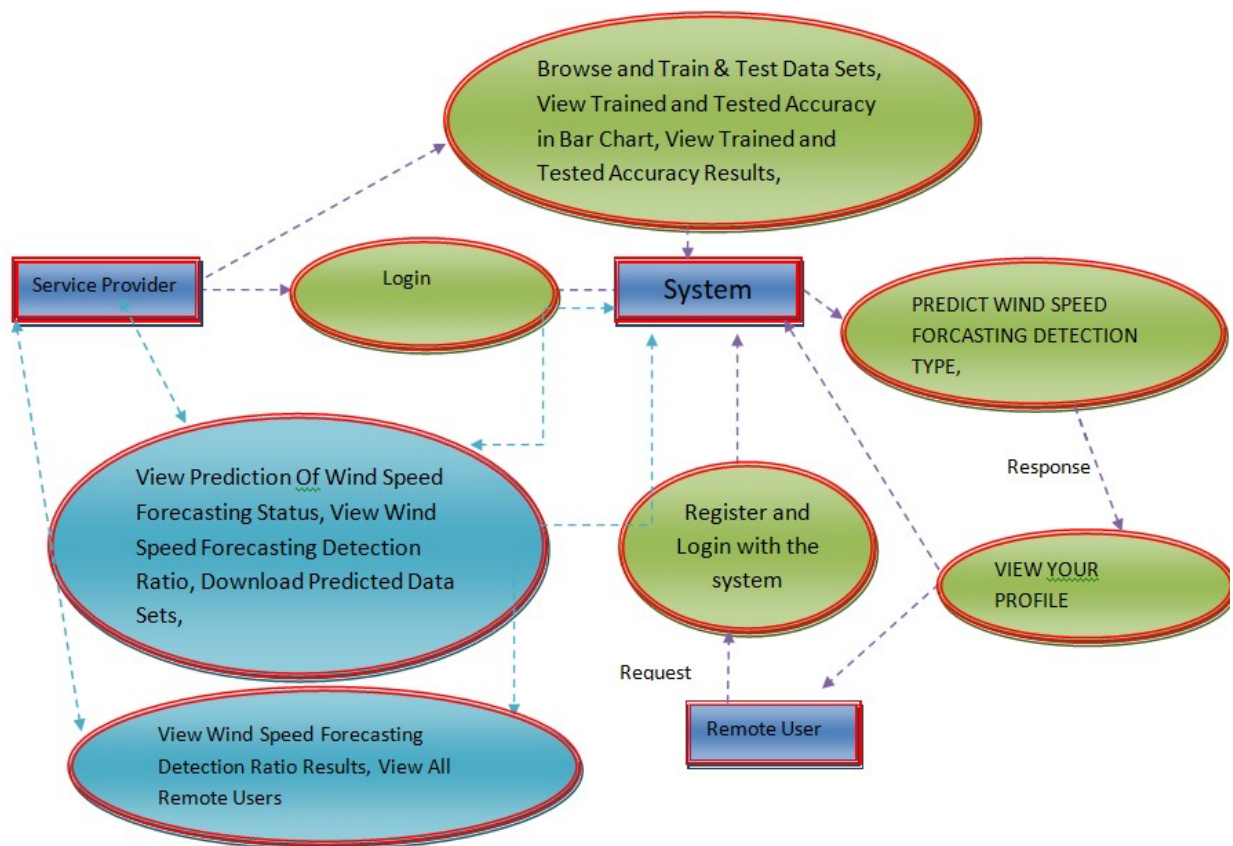 Browse and Train & Test Data Sets,
View Trained and Tested Accuracy
in Bar Chart, View Trained and
Tested Accuracy Results,
Service Provider
Login
System
PREDICT WIND SPEED
FORCASTING DETECTION
TYPE,
View Prediction Of Wind Speed
Forecasting Status, View Wind
Speed Forecasting Detection
Ratio, Download Predicted Data
Sets,
Register and
Login with the
system
Response
VIEW YOUR
PROFILE
Request
Remote User
View Wind Speed Forecasting
Detection Ratio Results, View All
Remote Users